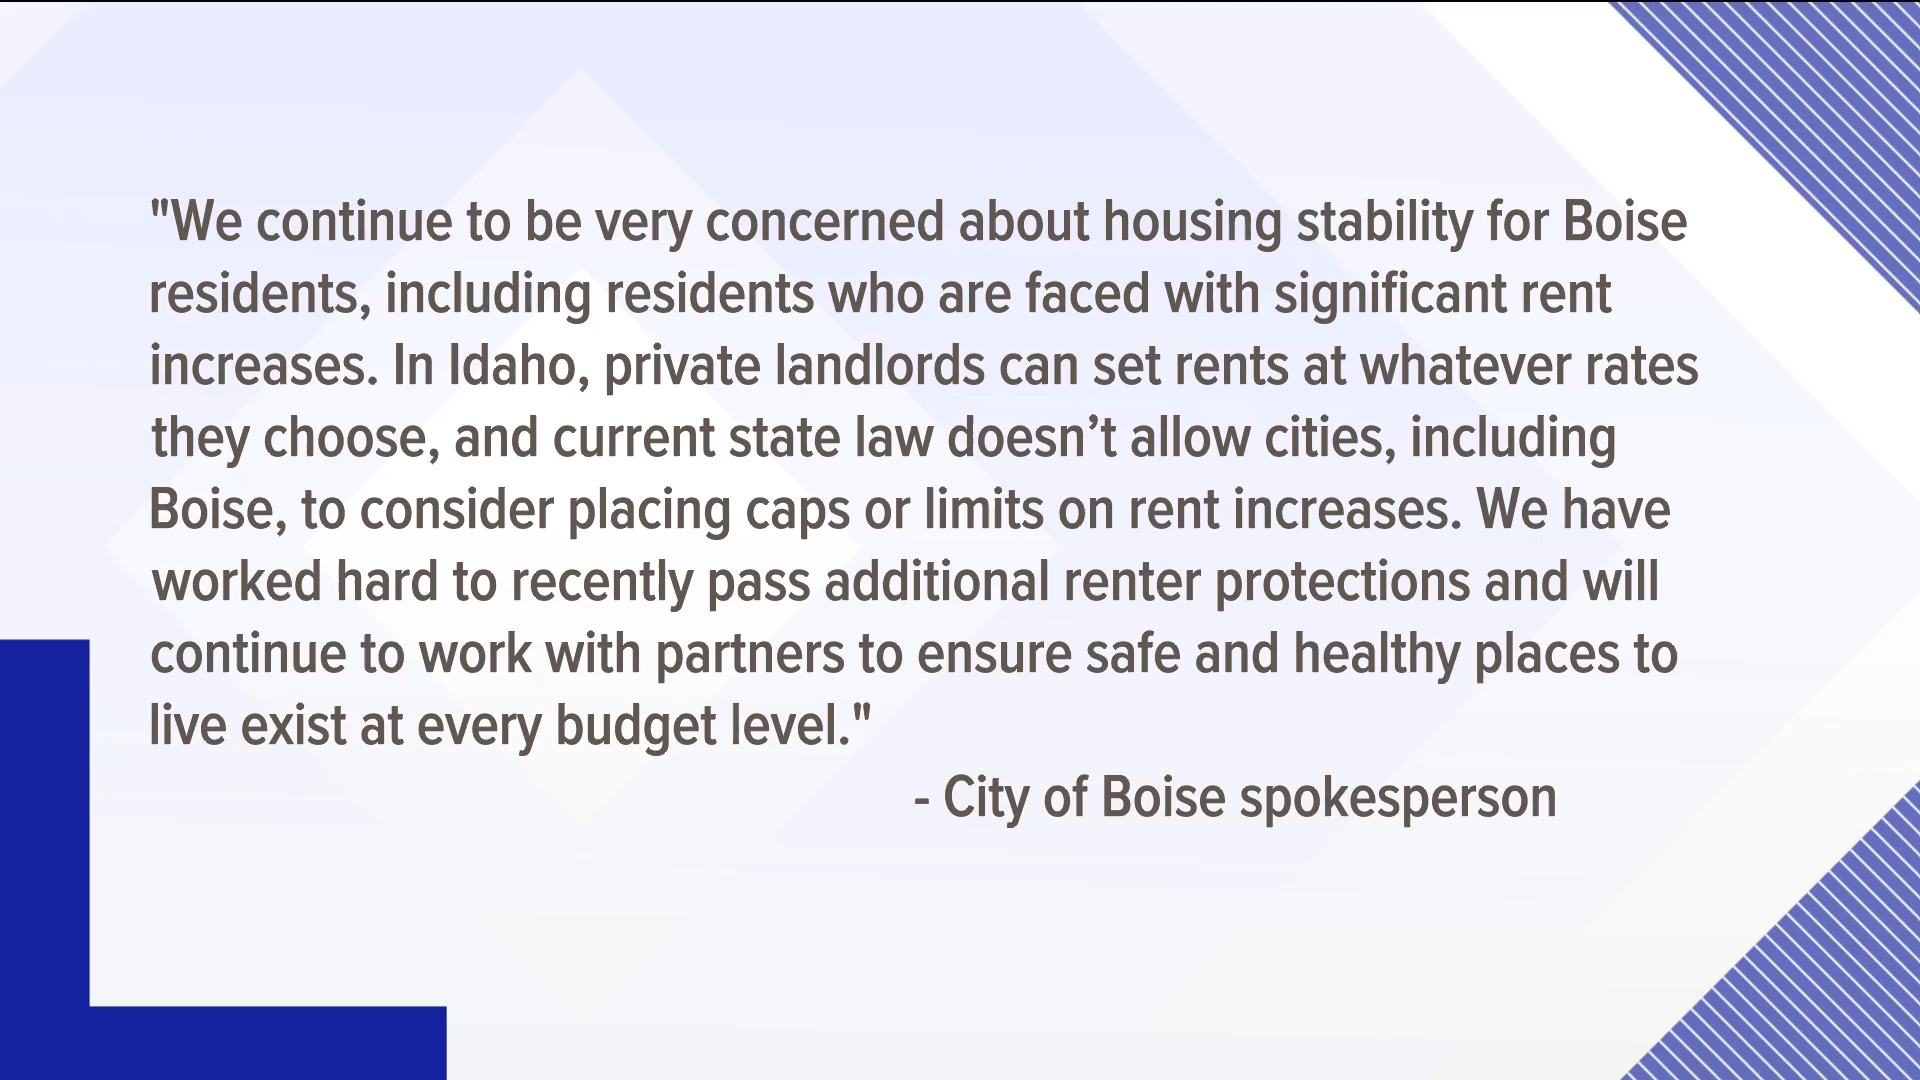 "We continue to be very concerned about housing stability for Boise
residents, including residents who are faced with significant rent
increases. In Idaho, private landlords can set rents at whatever rates
they choose, and current state law doesn’t allow cities, including
Boise, to consider placing caps or limits on rent increases. We have
worked hard to recently pass additional renter protections and will
continue to work with partners to ensure safe and healthy places to
live exist at every budget level."
- City of Boise spokesperson